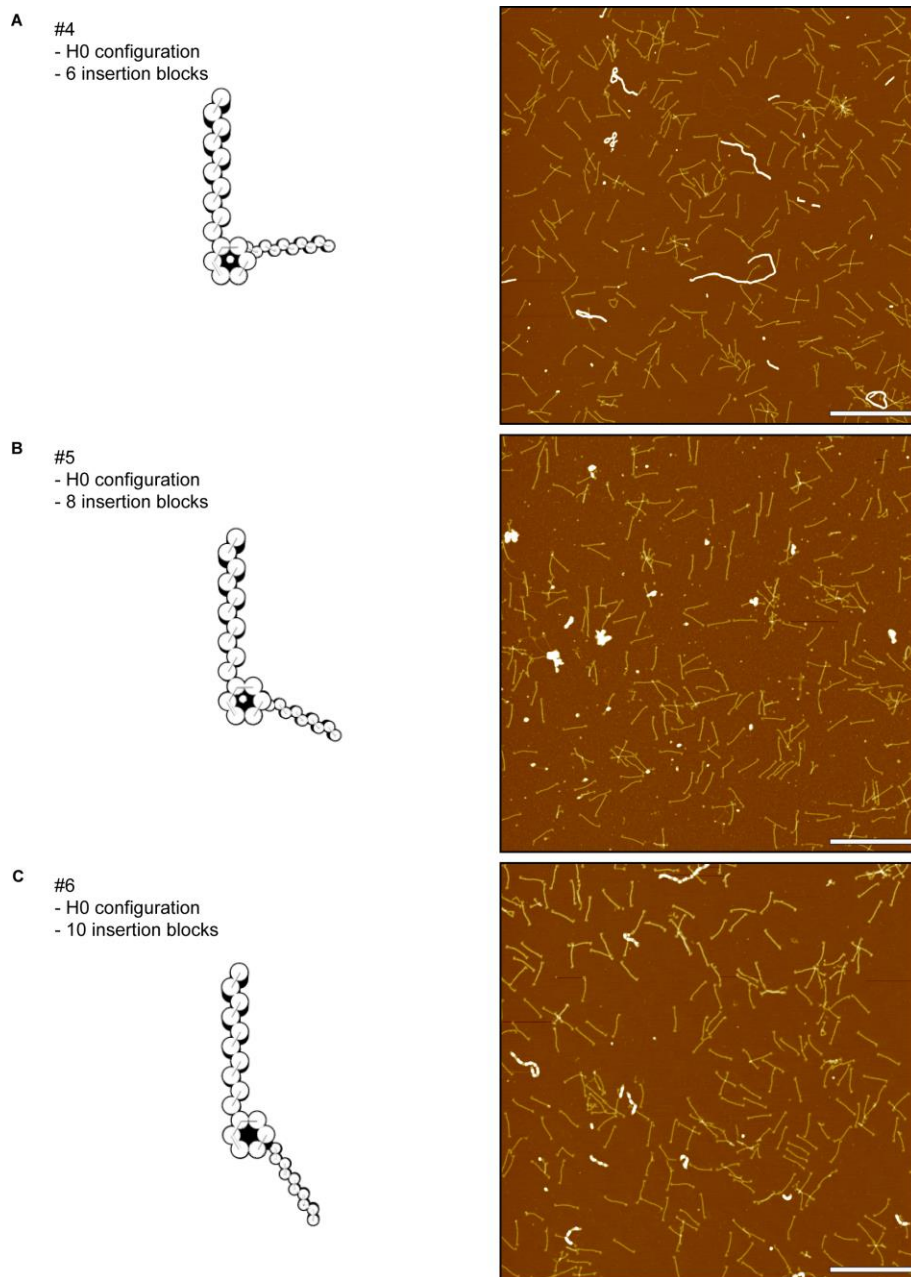 A
#4
- H0 configuration
- 6 insertion blocks
B
#5
- H0 configuration
- 8 insertion blocks
C
#6
- H0 configuration
- 10 insertion blocks